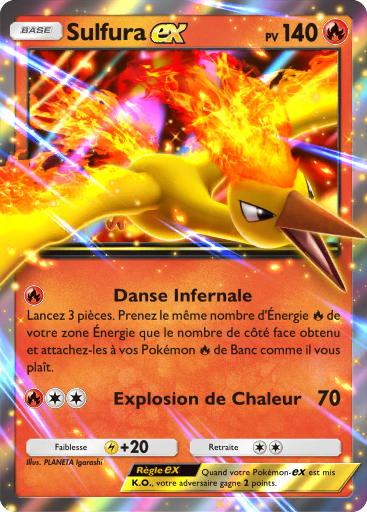 BASE Sulfura ex PV 140
Danse Infernale
Lancez 3 pièces. Prenez le même nombre d'Énergie de
votre zone Énergie que le nombre de côté face obtenu
et attachez-les à vos Pokémon de Banc comme il vous
plaît.
Explosion de Chaleur 70
Faiblesse +20 Retraite
Illus. PLANETA Igarashi
Règle ex Quand votre Pokémon-ex est mis
K.O., votre adversaire gagne 2 points.